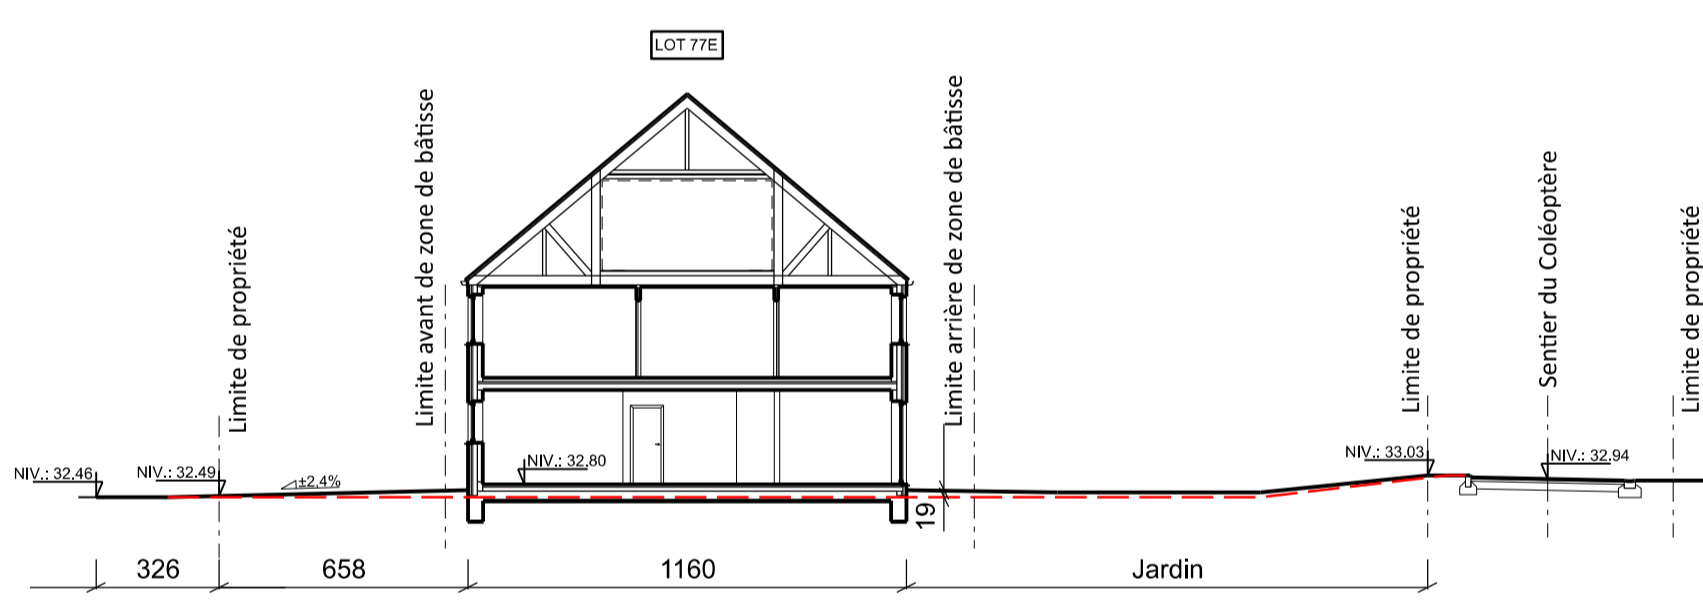 LOT 77E
Limite de propriété
Limite avant de zone de bâtisse
Limite arrière de zone de bâtisse
Limite de propriété
Sentier du Coléoptère
Limite de propriété
NIV.: 32.46
NIV.: 32.49
±2,4%
NIV.: 32.80
19
NIV.: 33.03
NIV.: 32.94
326
658
1160
Jardin